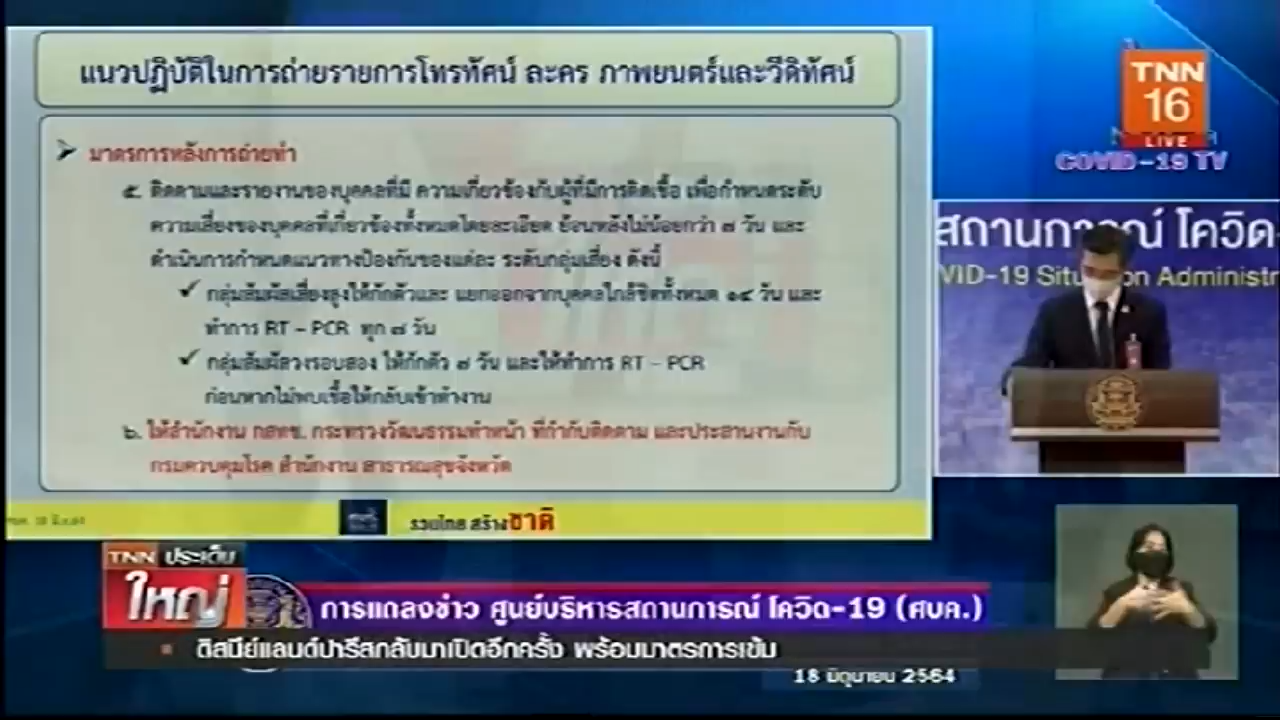 แนวปฏิบัติในการถ่ายรายการโทรทัศน์ ละคร ภาพยนตร์และวีดิทัศน์
มาตรการหลังการถ่ายทำ
๕. ติดตามและรายงานของบุคคลที่มี ความเกี่ยวข้องกับผู้ที่มีการติดเชื้อ เพื่อกำหนดระดับ
ความเสี่ยงของบุคคลที่เกี่ยวข้องทั้งหมดโดยละเอียด ย้อนหลังไม่น้อยกว่า ๗ วัน และ
ดำเนินการกำหนดแนวทางป้องกันของแต่ละ ระดับกลุ่มเสี่ยง ดังนี้
กลุ่มสัมผัสเสี่ยงสูงให้กักตัวและ แยกออกจากบุคคลใกล้ชิดทั้งหมด ๑๔ วัน และ
ทำการ RT – PCR ทุก ๗ วัน
กลุ่มสัมผัสวงรอบสอง ให้กักตัว ๗ วัน และให้ทำการ RT – PCR
ก่อนหากไม่พบเชื้อให้กลับเข้าทำงาน
๖. ให้สำนักงาน กสทช. กระทรวงวัฒนธรรมทำหน้า ที่กำกับติดตาม และประสานงานกับ
กรมควบคุมโรค สำนักงาน สาธารณสุขจังหวัด
รวมไทย สร้างชาติ
TNN
16
LIVE
COVID-19 TV
สถานการณ์ โควิด-
VID-19 Situation Administr
TNN ประเด็น
ใหญ่
การแถลงข่าว ศูนย์บริหารสถานการณ์ โควิด-19 (ศบค.)
ดิสนีย์แลนด์ปารีสกลับมาเปิดอีกครั้ง พร้อมมาตรการเข้ม
18 มิถุนายน 2564